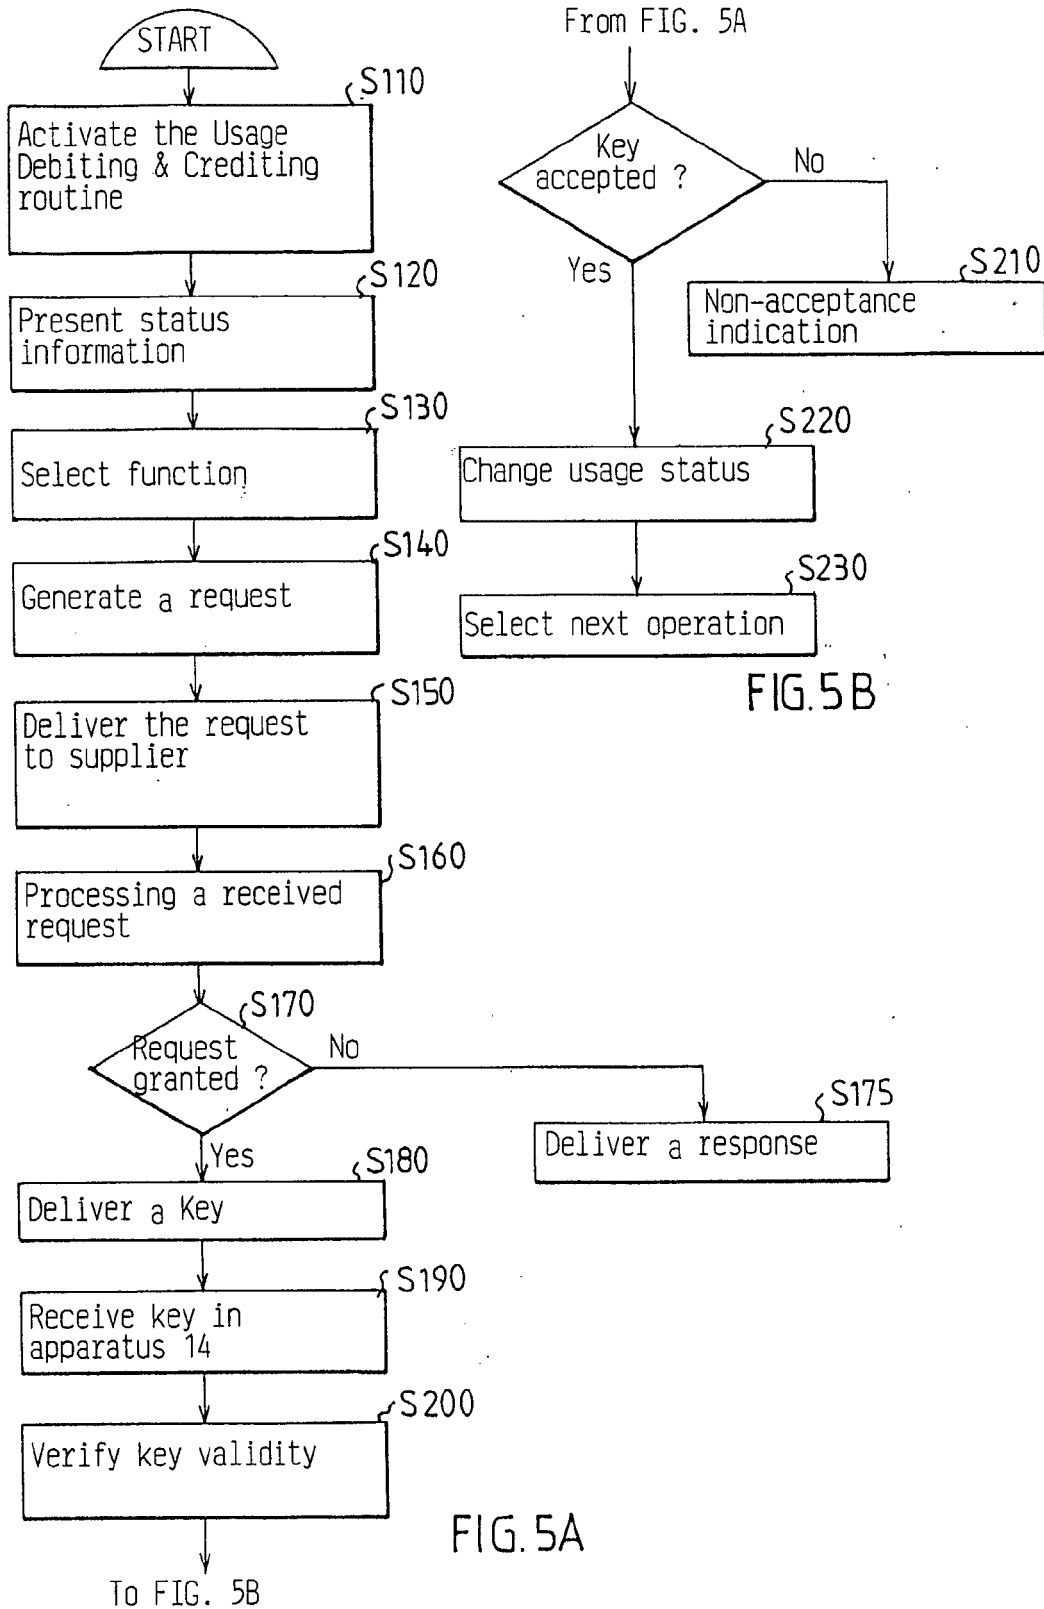 START
S110
Activate the Usage
Debiting & Crediting
routine
S120
Present status
information
S130
Select function
S140
Generate a request
S150
Deliver the request
to supplier
S160
Processing a received
request
S170
Request
granted ?
No
Yes
S175
Deliver a response
S180
Deliver a Key
S190
Receive key in
apparatus 14
S200
Verify key validity
To FIG. 5B
FIG. 5A
From FIG. 5A
Key
accepted ?
No
Yes
S210
Non-acceptance
indication
S220
Change usage status
S230
Select next operation
FIG. 5B